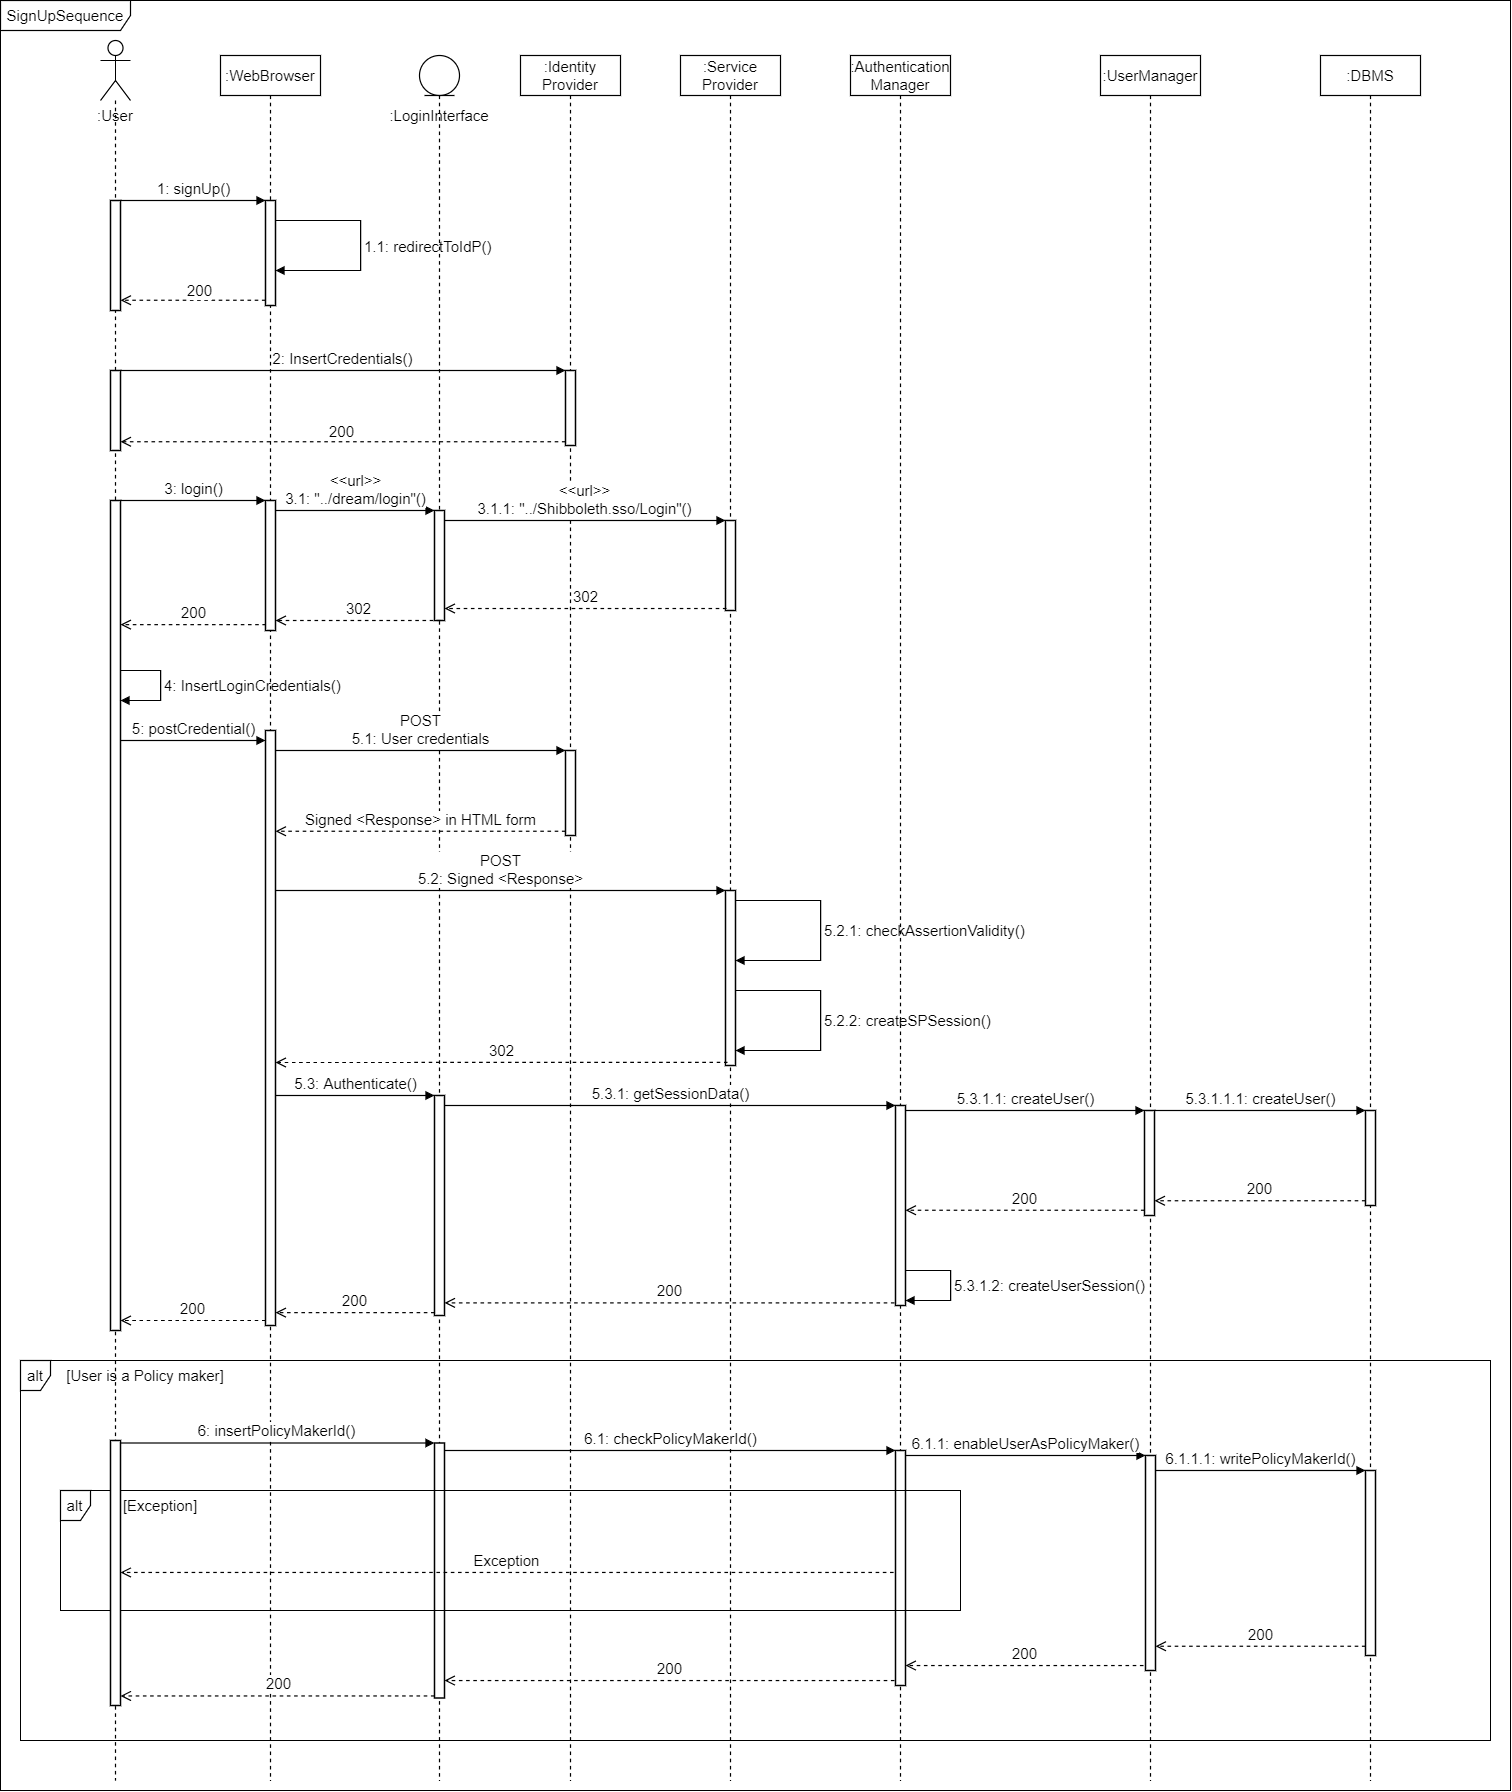 SignUpSequence
:User
:WebBrowser
:LoginInterface
:Identity
Provider
:Service
Provider
:Authentication
Manager
:UserManager
:DBMS
1: signUp()
1.1: redirectToIdP()
200
2: InsertCredentials()
200
3: login()
<<url>>
3.1: "../dream/login"()
<<url>>
3.1.1: "../Shibboleth.sso/Login"()
302
302
200
4: InsertLoginCredentials()
5: postCredential()
POST
5.1: User credentials
Signed <Response> in HTML form
POST
5.2: Signed <Response>
5.2.1: checkAssertionValidity()
5.2.2: createSPSession()
302
5.3: Authenticate()
5.3.1: getSessionData()
5.3.1.1: createUser()
5.3.1.1.1: createUser()
200
200
5.3.1.2: createUserSession()
200
200
200
alt
[User is a Policy maker]
6: insertPolicyMakerId()
6.1: checkPolicyMakerId()
6.1.1: enableUserAsPolicyMaker()
6.1.1.1: writePolicyMakerId()
alt
[Exception]
Exception
200
200
200
200